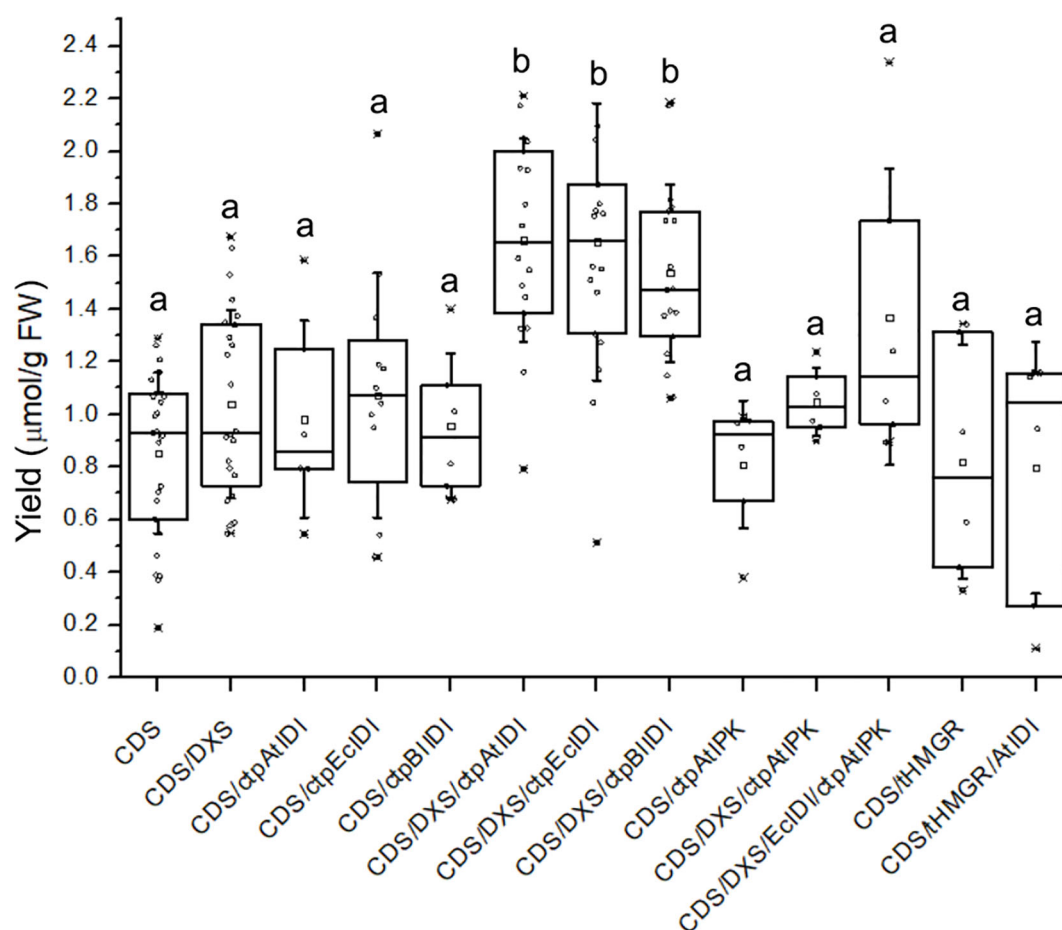 2.4
2.2
2.0
1.8
1.6
1.4
1.2
1.0
0.8
0.6
0.4
0.2
0.0
Yield (μmol/g FW)
a
a
a
a
a
b
b
b
a
a
a
a
a
CDS
CDS/DXS
CDS/ctpAtIDI
CDS/ctpEcIDI
CDS/ctpBlIDI
CDS/DXS/ctpAtIDI
CDS/DXS/ctpEcIDI
CDS/DXS/ctpBlIDI
CDS/ctpAtIPK
CDS/DXS/ctpAtIPK
CDS/DXS/EcIDI/ctpAtIPK
CDS/tHMGR
CDS/tHMGR/AtIDI